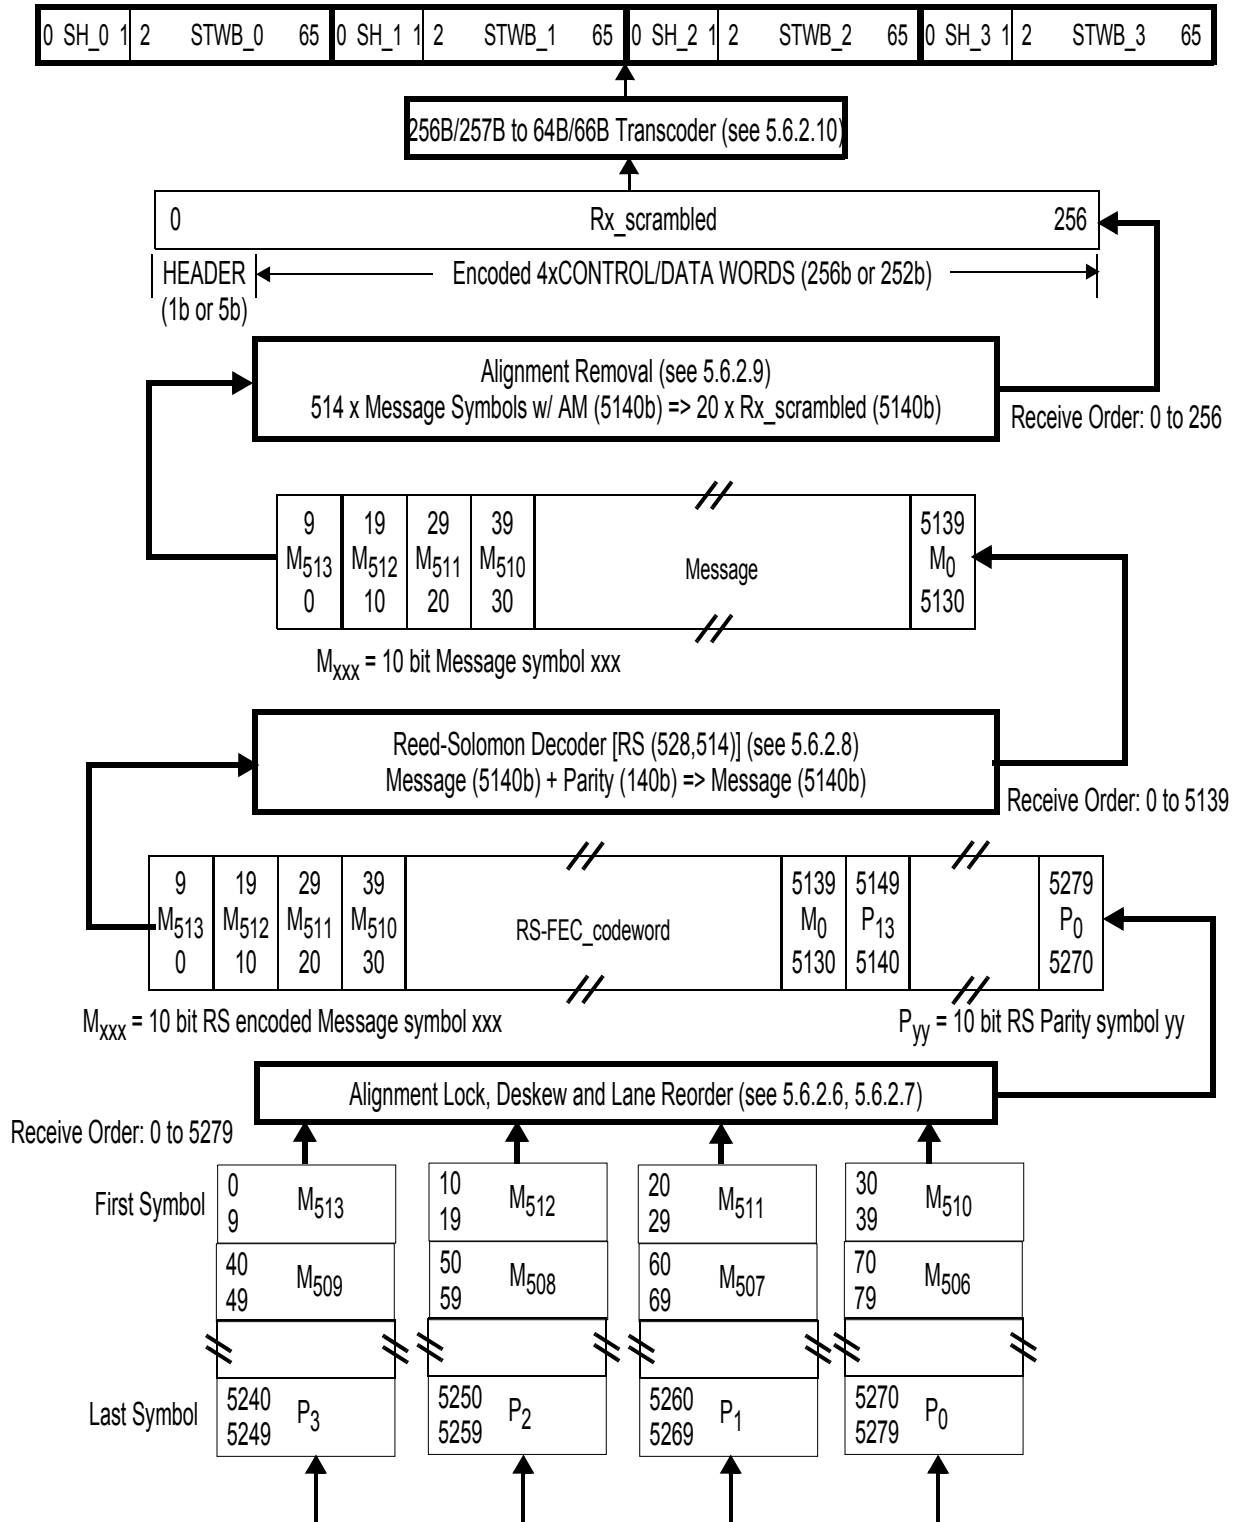 0 SH_0 1 2 STWB_0 65 0 SH_1 1 2 STWB_1 65 0 SH_2 1 2 STWB_2 65 0 SH_3 1 2 STWB_3 65
256B/257B to 64B/66B Transcoder (see 5.6.2.10)
0 Rx_scrambled 256
HEADER Encoded 4xCONTROL/DATA WORDS (256b or 252b)
(1b or 5b)
Alignment Removal (see 5.6.2.9)
514 x Message Symbols w/ AM (5140b) => 20 x Rx_scrambled (5140b)
Receive Order: 0 to 256
9 19 29 39 5139
M513 M512 M511 M510 Message M0
0 10 20 30 5130
Mxxx = 10 bit Message symbol xxx
Reed-Solomon Decoder [RS (528,514)] (see 5.6.2.8)
Message (5140b) + Parity (140b) => Message (5140b)
Receive Order: 0 to 5139
9 19 29 39 5139 5149 5279
M513 M512 M511 M510 RS-FEC_codeword M0 P13 P0
0 10 20 30 5130 5140 5270
Mxxx = 10 bit RS encoded Message symbol xxx Pyy = 10 bit RS Parity symbol yy
Alignment Lock, Deskew and Lane Reorder (see 5.6.2.6, 5.6.2.7)
Receive Order: 0 to 5279
0 10 20 30
First Symbol M513 M512 M511 M510
9 19 29 39
40 50 60 70
M509 M508 M507 M506
49 59 69 79
5240 5250 5260 5270
Last Symbol P3 P2 P1 P0
5249 5259 5269 5279